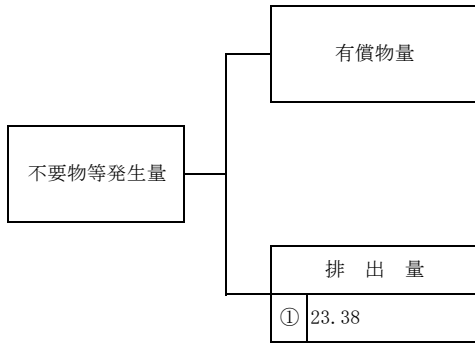 有償物量
不要物等発生量
排 出 量
① 23.38